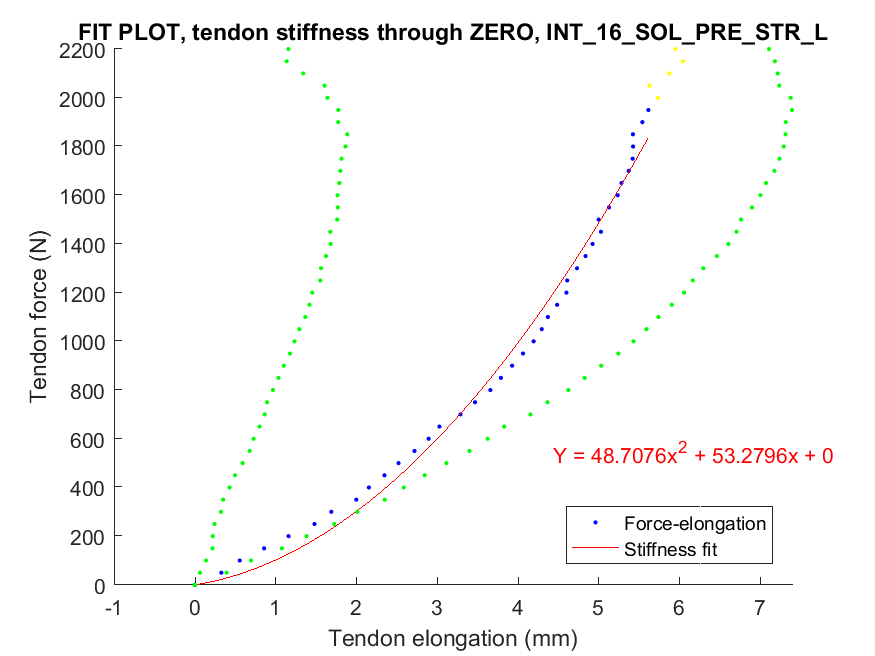 FIT PLOT, tendon stiffness through ZERO, INT_16_SOL_PRE_STR_L
2200
2000
1800
1600
1400
1200
1000
800
600
400
200
0
Tendon force (N)
Y = 48.7076x² + 53.2796x + 0
Force-elongation
Stiffness fit
-1 0 1 2 3 4 5 6 7
Tendon elongation (mm)